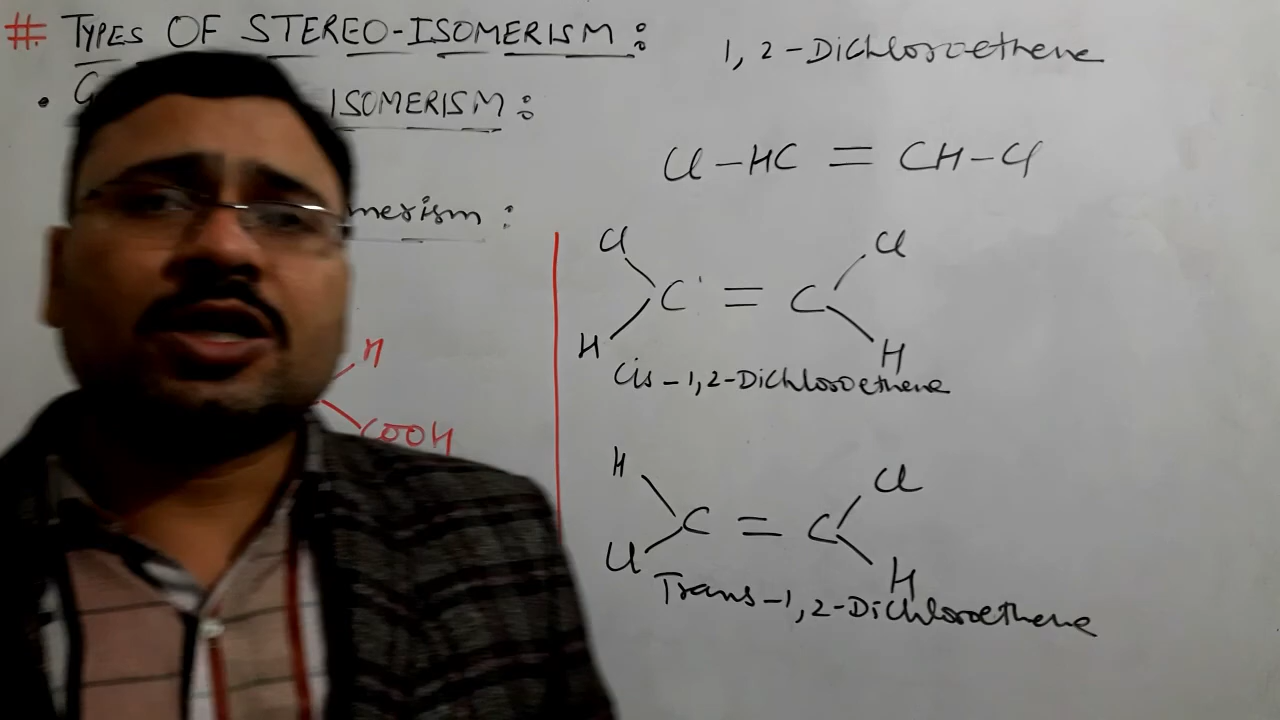 # TYPES OF STEREO-ISOMERISM :
• G ISOMERISM :
merism :
H
COOH
1, 2-Dichloroethene
Cl-HC = CH-Cl
Cl Cl
C = C
H H
Cis-1,2-Dichloroethene
H Cl
C = C
Cl H
Trans-1,2-Dichloroethene